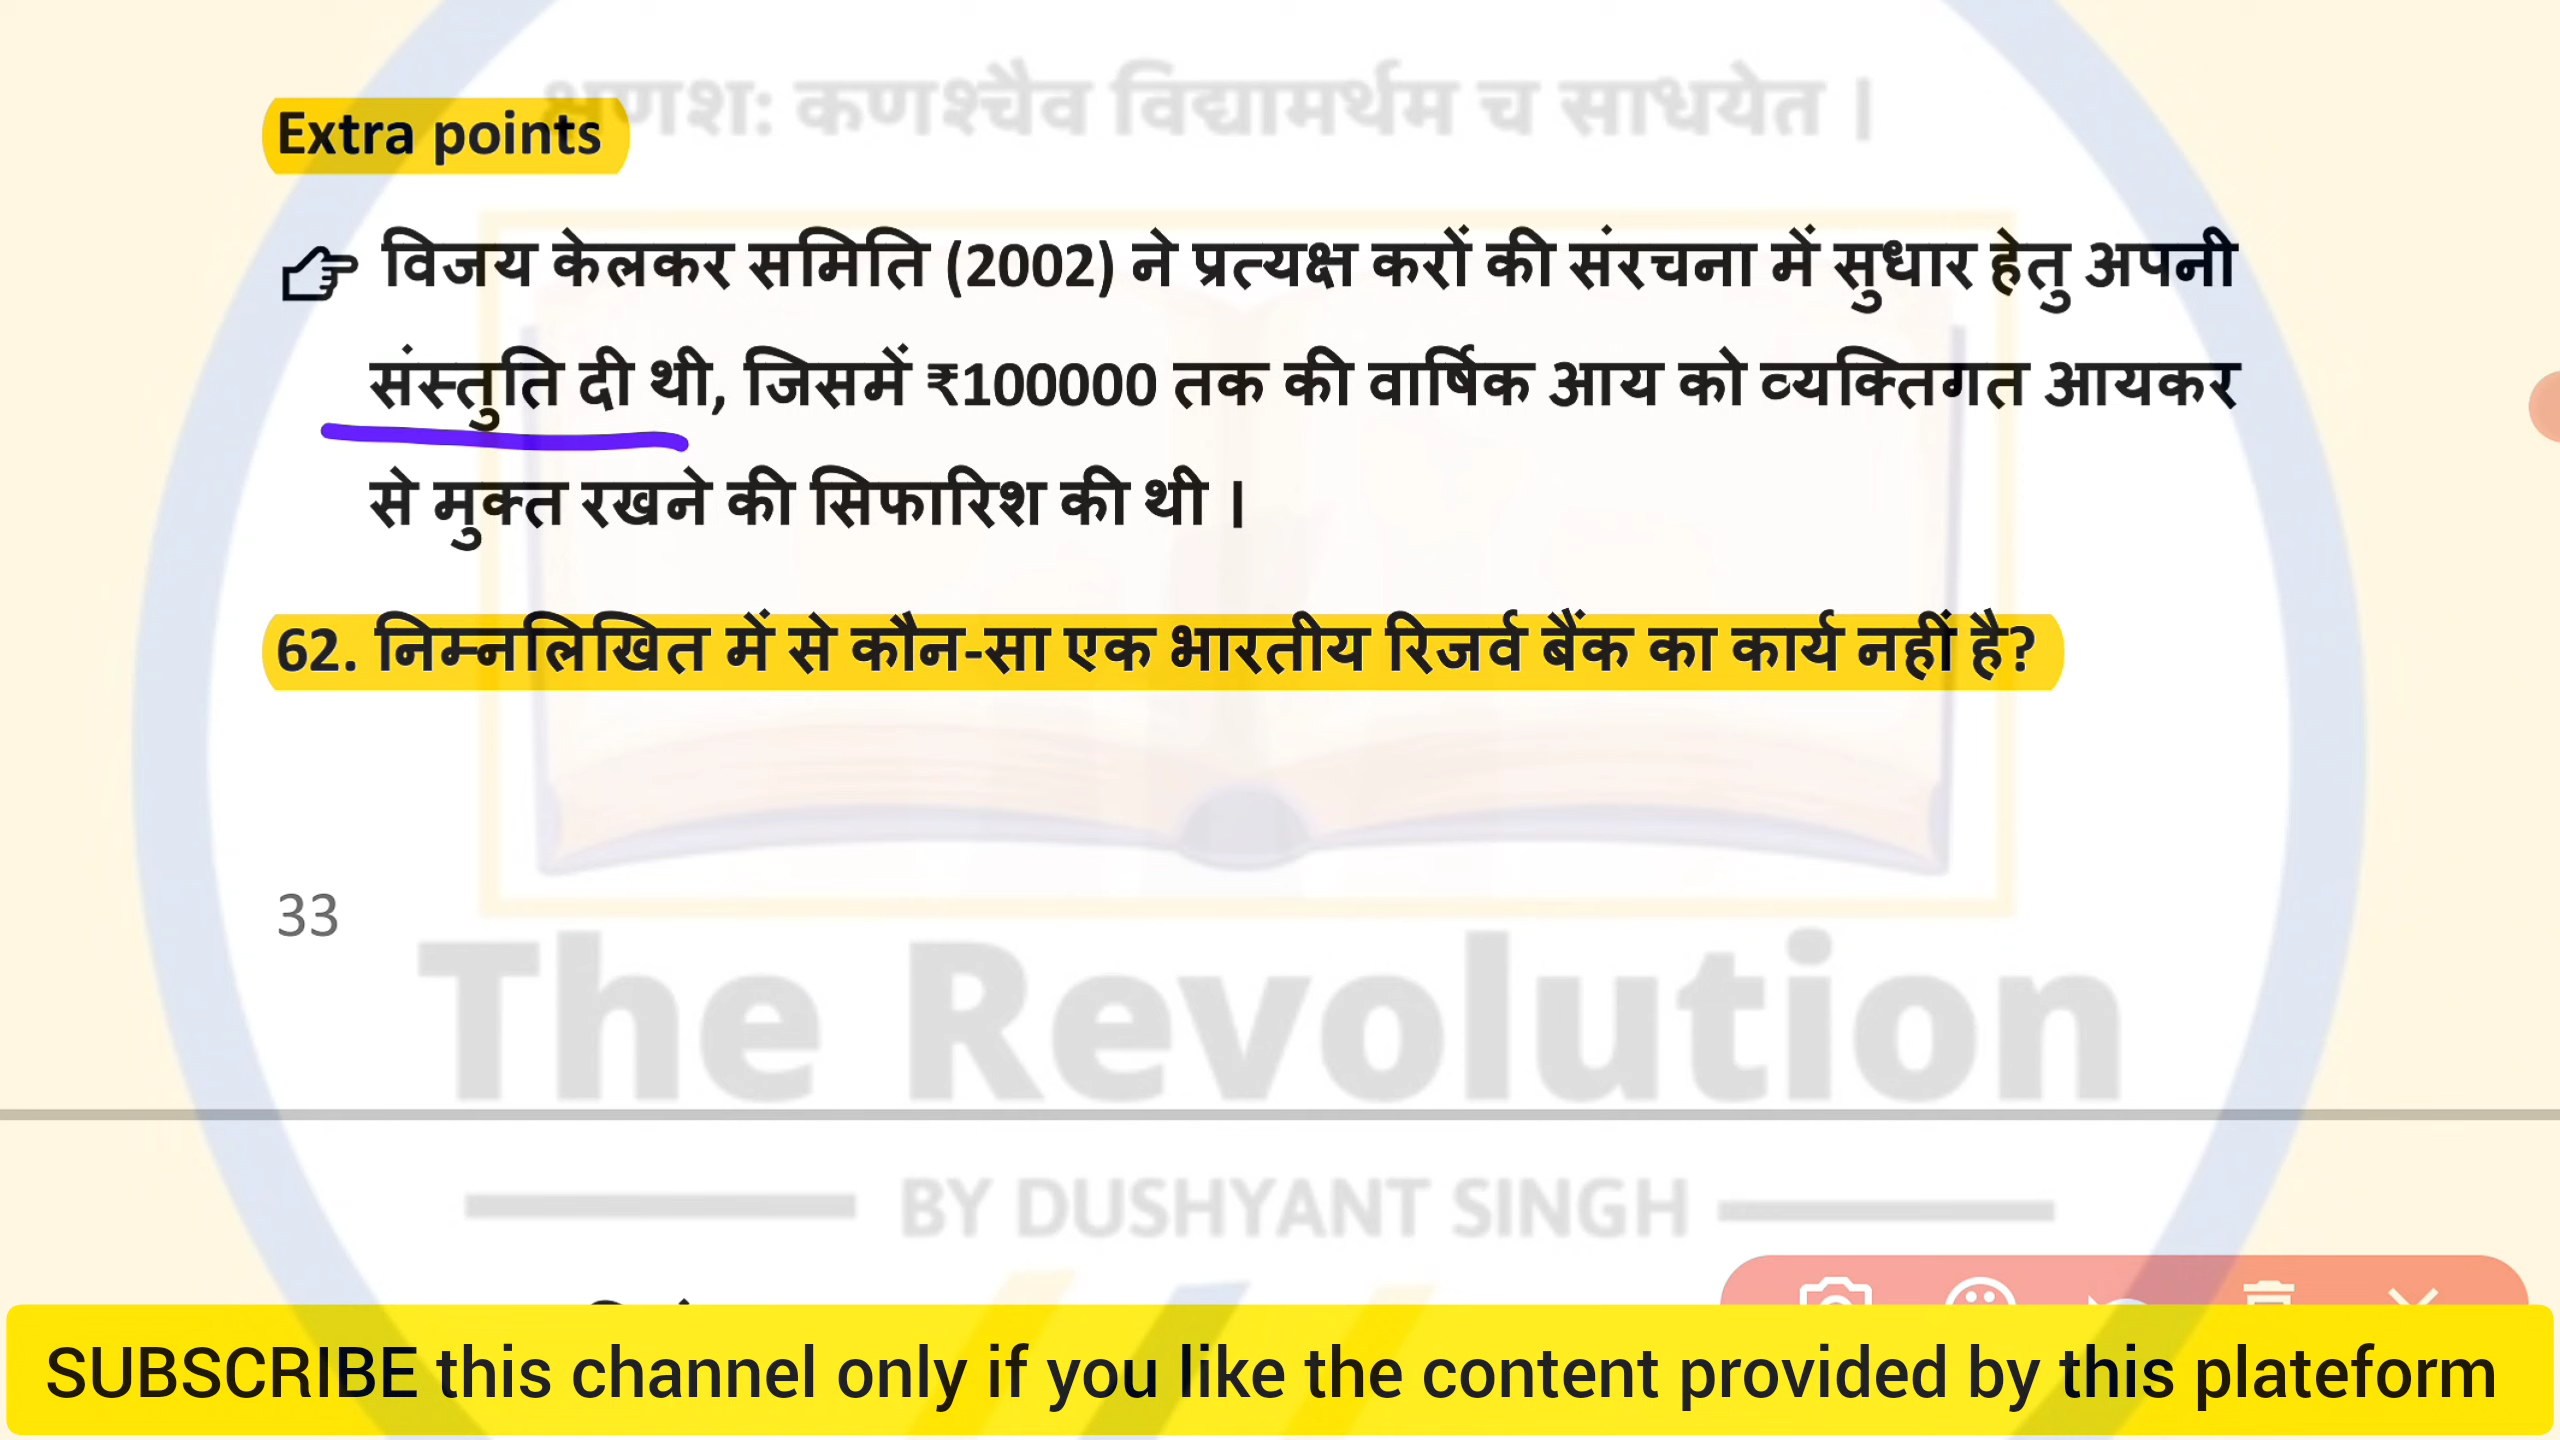 क्षणश: कणश्चैव विद्यामर्थम च साधयेत ।
Extra points
विजय केलकर समिति (2002) ने प्रत्यक्ष करों की संरचना में सुधार हेतु अपनी
संस्तुति दी थी, जिसमें ₹100000 तक की वार्षिक आय को व्यक्तिगत आयकर
से मुक्त रखने की सिफारिश की थी ।
62. निम्नलिखित में से कौन-सा एक भारतीय रिजर्व बैंक का कार्य नहीं है?
33
The Revolution
BY DUSHYANT SINGH
SUBSCRIBE this channel only if you like the content provided by this plateform